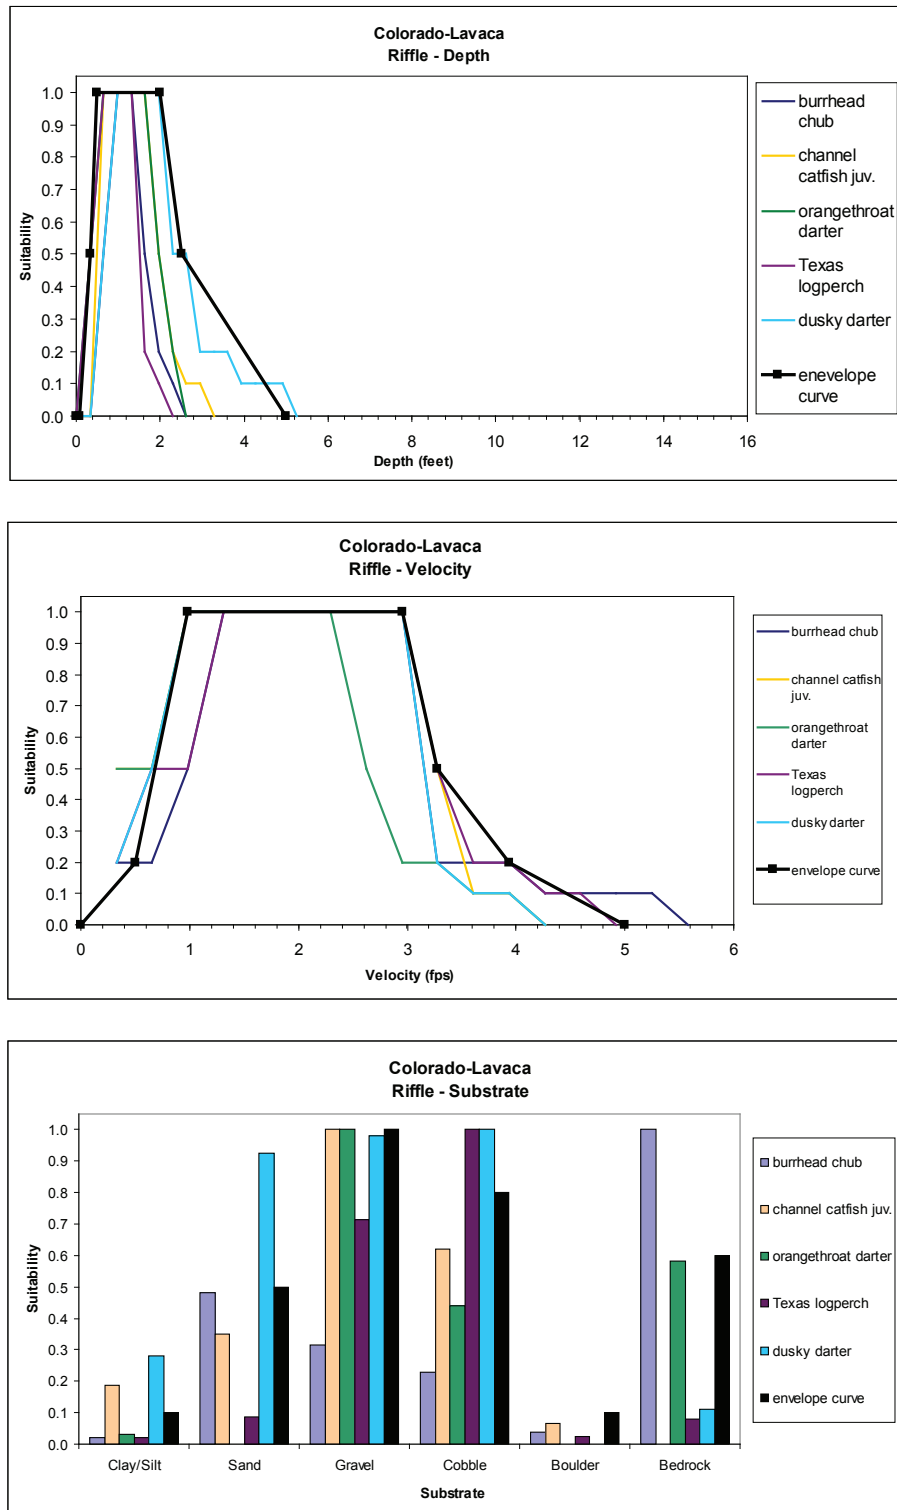 Colorado-Lavaca
Riffle - Depth
1.0
0.9
0.8
0.7
0.6
0.5
0.4
0.3
0.2
0.1
0.0
Suitability
0 2 4 6 8 10 12 14 16
Depth (feet)
burrhead
chub
channel
catfish juv.
orangethroat
darter
Texas
logperch
dusky darter
enevelope
curve
Colorado-Lavaca
Riffle - Velocity
1.0
0.9
0.8
0.7
0.6
0.5
0.4
0.3
0.2
0.1
0.0
Suitability
0 1 2 3 4 5 6
Velocity (fps)
burrhead chub
channel catfish
juv.
orangethroat
darter
Texas
logperch
dusky darter
envelope curve
Colorado-Lavaca
Riffle - Substrate
1.0
0.9
0.8
0.7
0.6
0.5
0.4
0.3
0.2
0.1
0.0
Suitability
Clay/Silt Sand Gravel Cobble Boulder Bedrock
Substrate
burrhead chub
channel catfish juv.
orangethroat darter
Texas logperch
dusky darter
envelope curve